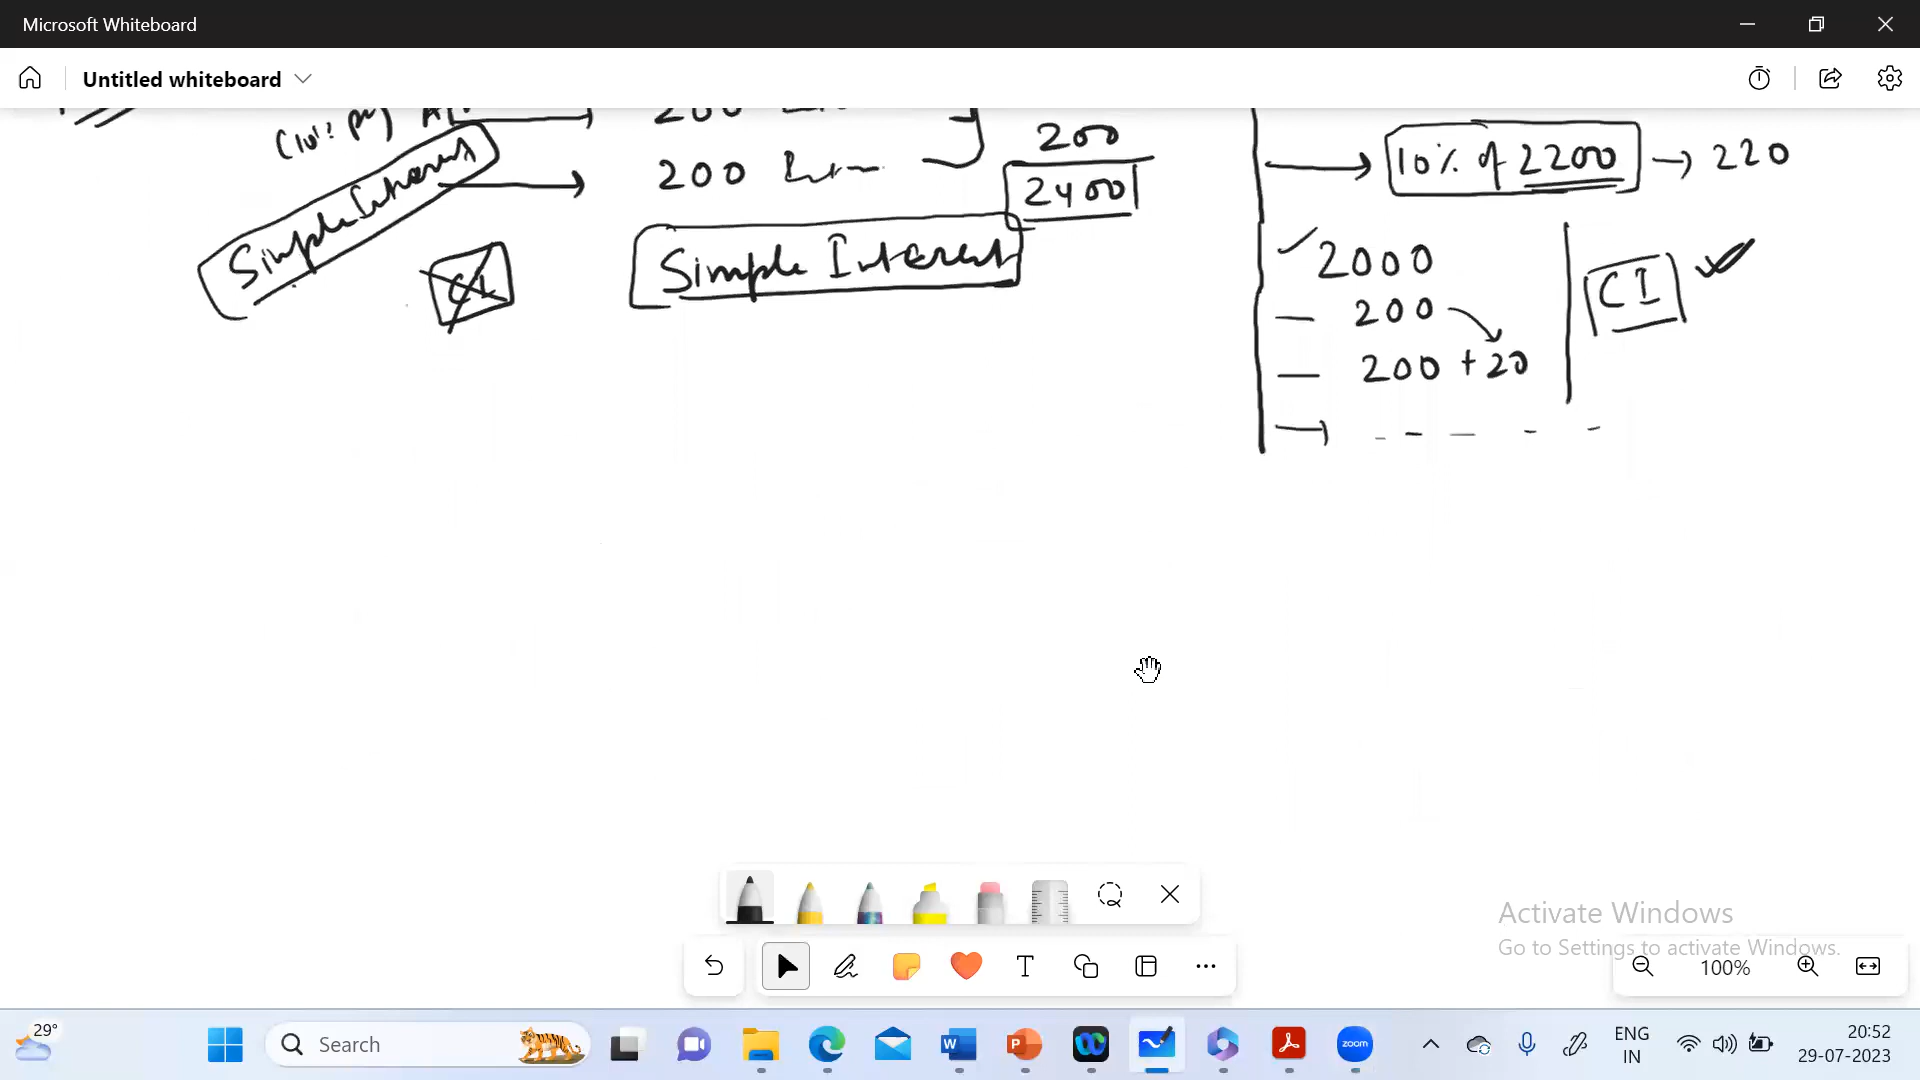 Microsoft Whiteboard
Untitled whiteboard
200
200
200
2400
Simple Interest
CI
Simple Interest
10% of 2200 → 220
2000
200
200 + 20
CI
Activate Windows
Go to Settings to activate Windows.
100%
29°
Search
zoom
ENG
IN
20:52
29-07-2023